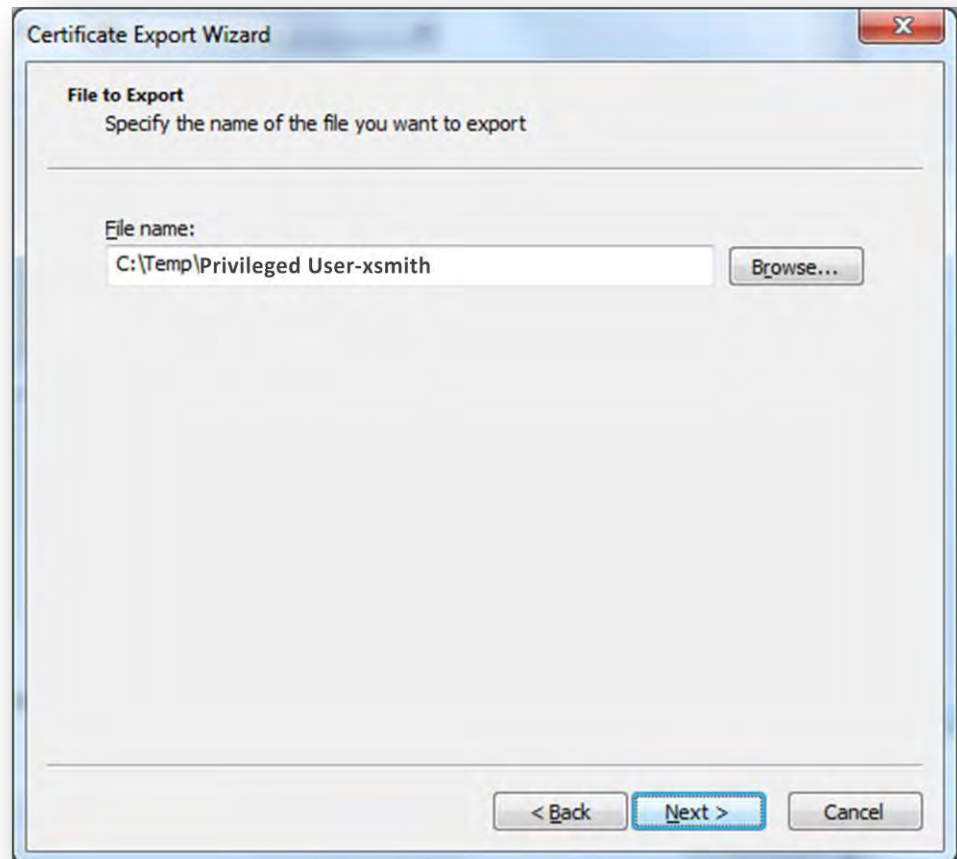 Certificate Export Wizard
File to Export
Specify the name of the file you want to export
File name:
C:\Temp\Privileged User-xsmith
Browse...
< Back
Next >
Cancel